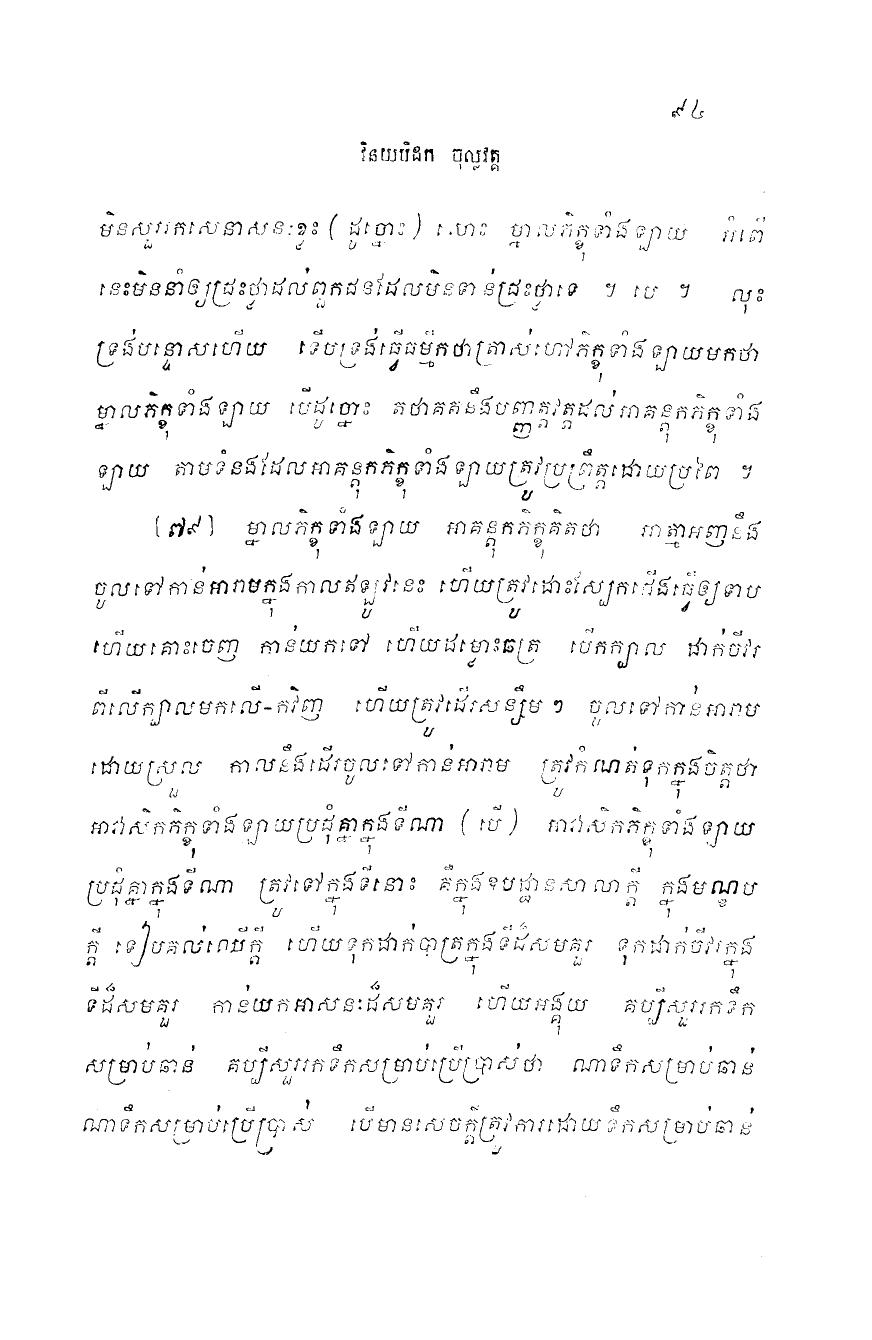 ៩៤
វិនយបិដក ចុល្លវគ្គ
មិនសួររកសេនាសនៈខ្លះ ( ដូច្នោះ ) ហោះ ម្នាលភិក្ខុទាំងឡាយ អំពើ
នេះមិននាំឲ្យជ្រះថ្លាដល់ពួកជនដែលមិនទាន់ជ្រះថ្លាទេ ។ បេ ។ លុះ
ទ្រង់បន្ទោសហើយ ទើបទ្រង់ធ្វើធម្មីកថាត្រាស់ហៅភិក្ខុទាំងឡាយមកថា
ម្នាលភិក្ខុទាំងឡាយ បើដូច្នោះ តថាគតនឹងបញ្ញត្តវត្តដល់អាគន្តុកភិក្ខុទាំង
ឡាយ តាមទំនងដែលអាគន្តុកភិក្ខុទាំងឡាយត្រូវប្រព្រឹត្តដោយប្រពៃ ។
[៧៩] ម្នាលភិក្ខុទាំងឡាយ អាគន្តុកភិក្ខុគិតថា អាត្មាអញនឹង
ចូលទៅកាន់អារាមក្នុងកាលឥឡូវនេះ ហើយត្រូវដោះស្បែកជើងធ្វើឲ្យទាប
ហើយគោះចេញ កាន់យកទៅ ហើយដម្លោះឆត្រ បើកក្បាល ដាក់ចីវរ
ពីលើក្បាលមកលើ-កវិញ ហើយត្រូវដើរសន្សឹម ៗ ចូលទៅកាន់អារាម
ដោយស្រួល កាលនឹងដើរចូលទៅកាន់អារាម ត្រូវកំណត់ទុកក្នុងចិត្តថា
អាវាសិកភិក្ខុទាំងឡាយប្រជុំគ្នាក្នុងទីណា ( បើ ) អាវាសិកភិក្ខុទាំងឡាយ
ប្រជុំគ្នាក្នុងទីណា ត្រូវទៅក្នុងទីនោះ គឺក្នុងឧបដ្ឋានសាលាក្តី ក្នុងមណ្ឌប
ក្តី ទៀបគល់ឈើក្តី ហើយទុកដាក់បាត្រក្នុងទីដ៏សមគួរ ទុកដាក់ចីវរក្នុង
ទីដ៏សមគួរ កាន់យកអាសនៈដ៏សមគួរ ហើយអង្គុយ គប្បីសួររកទឹក
សម្រាប់ឆាន់ គប្បីសួររកទឹកសម្រាប់ប្រើប្រាស់ថា ណាទឹកសម្រាប់ឆាន់
ណាទឹកសម្រាប់ប្រើប្រាស់ បើមានសេចក្តីត្រូវការដោយទឹកសម្រាប់ឆាន់